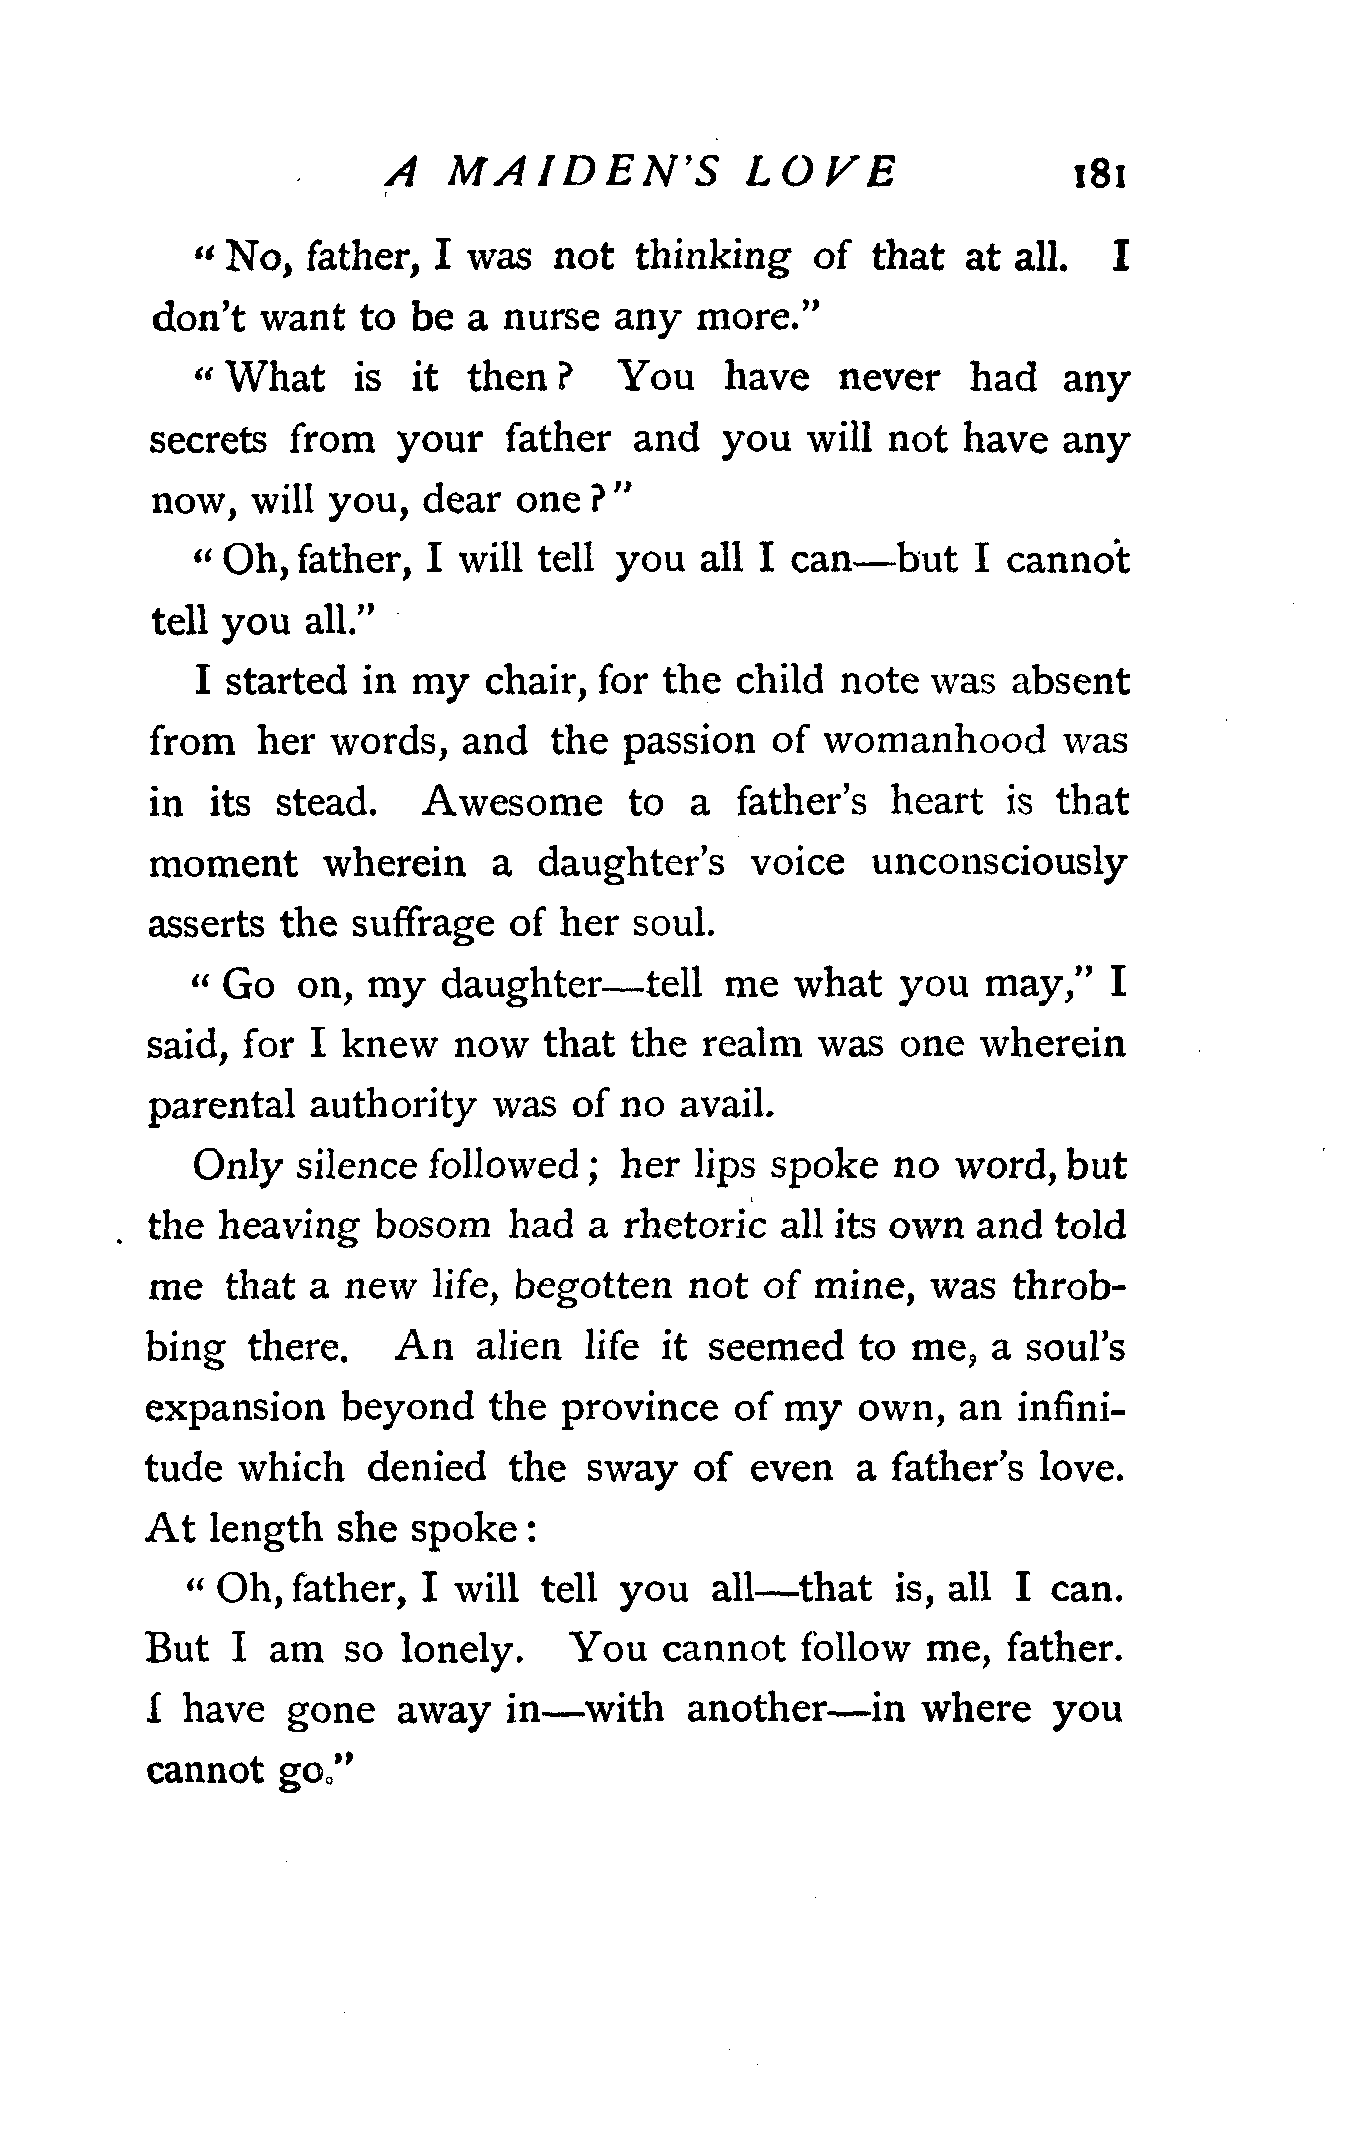 A MAIDEN'S LOVE 181
" No, father, I was not thinking of that at all. I
don't want to be a nurse any more."
" What is it then ? You have never had any
secrets from your father and you will not have any
now, will you, dear one ? "
" Oh, father, I will tell you all I can—but I cannot
tell you all."
I started in my chair, for the child note was absent
from her words, and the passion of womanhood was
in its stead. Awesome to a father's heart is that
moment wherein a daughter's voice unconsciously
asserts the suffrage of her soul.
" Go on, my daughter—tell me what you may," I
said, for I knew now that the realm was one wherein
parental authority was of no avail.
Only silence followed ; her lips spoke no word, but
the heaving bosom had a rhetoric all its own and told
me that a new life, begotten not of mine, was throb-
bing there. An alien life it seemed to me, a soul's
expansion beyond the province of my own, an infini-
tude which denied the sway of even a father's love.
At length she spoke :
" Oh, father, I will tell you all—that is, all I can.
But I am so lonely. You cannot follow me, father.
I have gone away in—with another—in where you
cannot go."